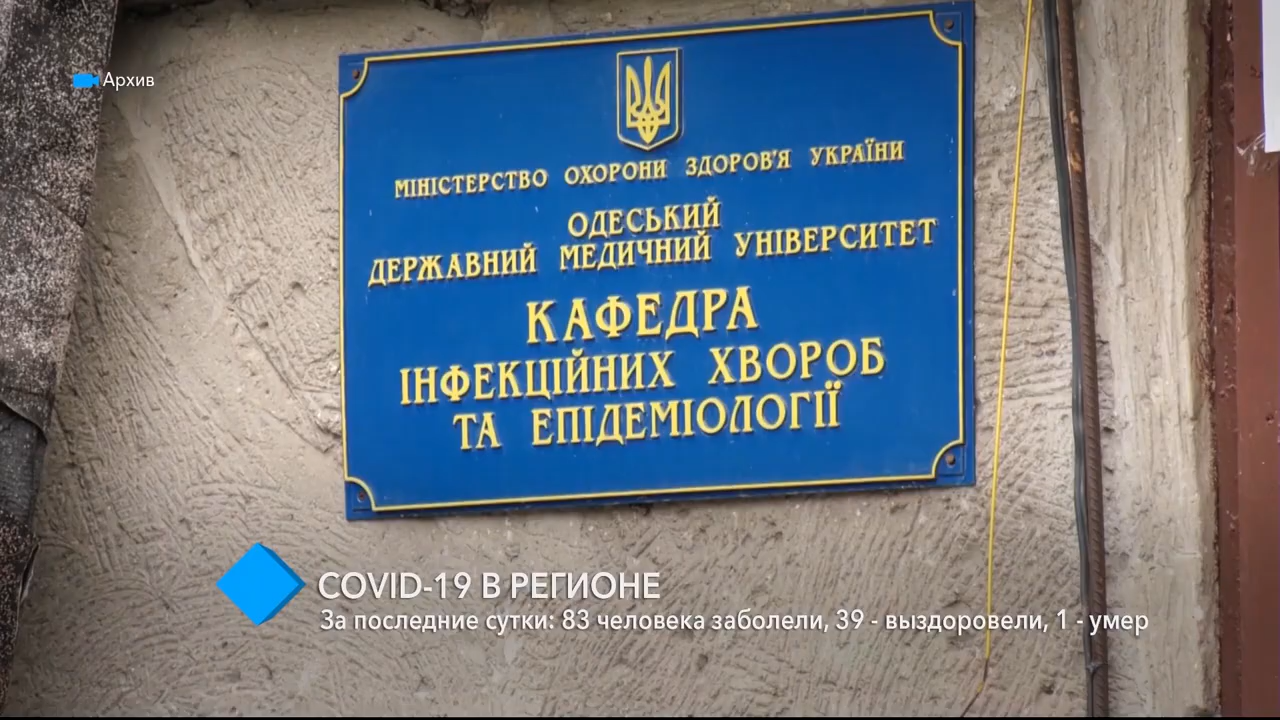 Архив
МІНІСТЕРСТВО ОХОРОНИ ЗДОРОВ'Я УКРАЇНИ
ОДЕСЬКИЙ
ДЕРЖАВНИЙ МЕДИЧНИЙ УНІВЕРСИТЕТ
КАФЕДРА
ІНФЕКЦІЙНИХ ХВОРОБ
ТА ЕПІДЕМІОЛОГІЇ
COVID-19 В РЕГИОНЕ
За последние сутки: 83 человека заболели, 39 - выздоровели, 1 - умер